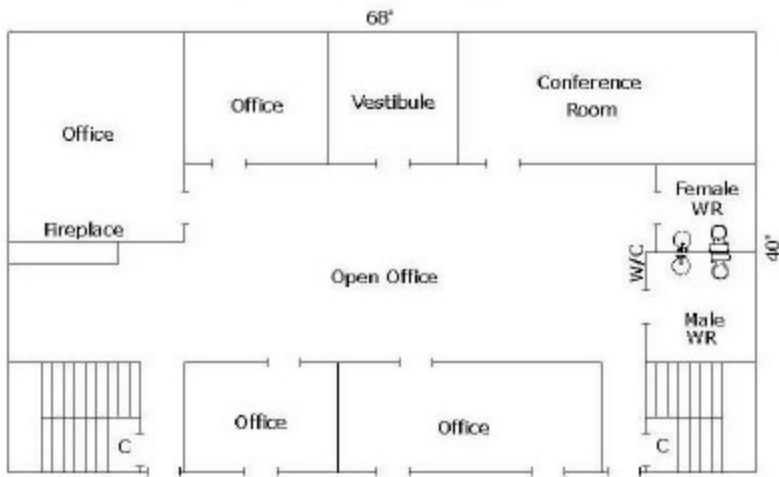 68'
Office
Office
Vestibule
Conference
Room
Fireplace
Female
WR
40'
W/C
Open Office
Male
WR
C
Office
Office
C